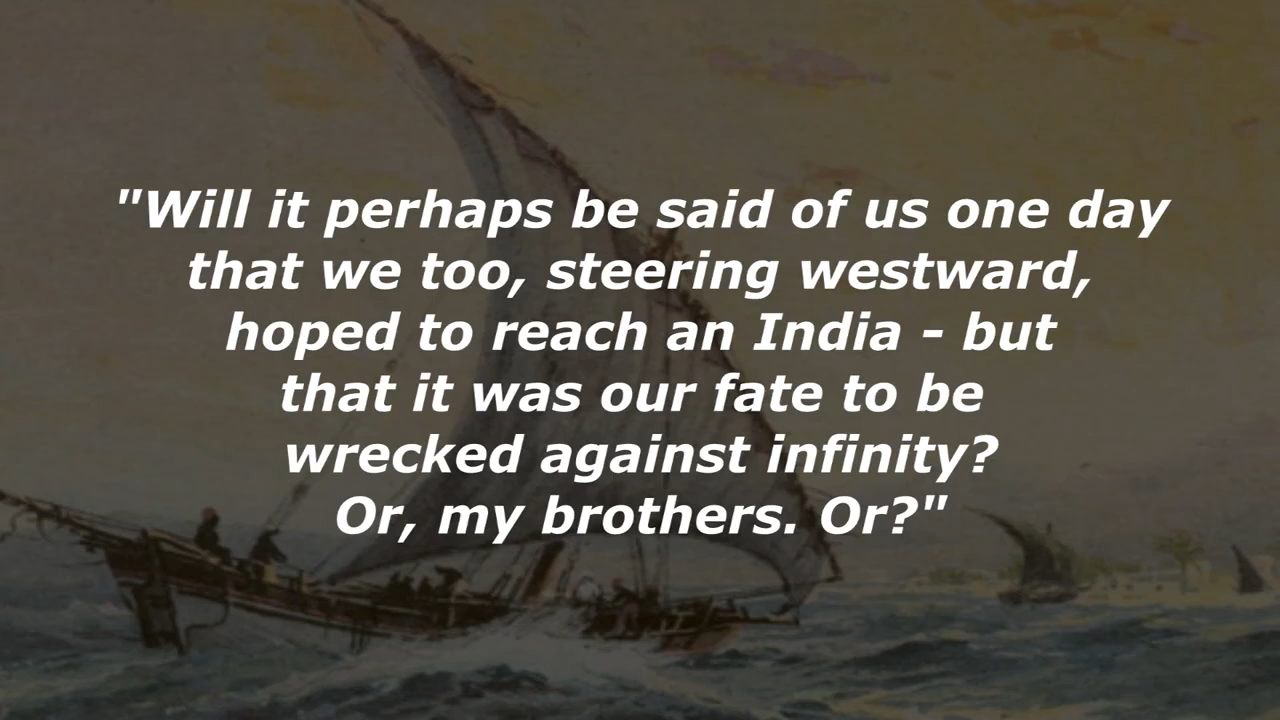 "Will it perhaps be said of us one day
that we too, steering westward,
hoped to reach an India - but
that it was our fate to be
wrecked against infinity?
Or, my brothers. Or?"